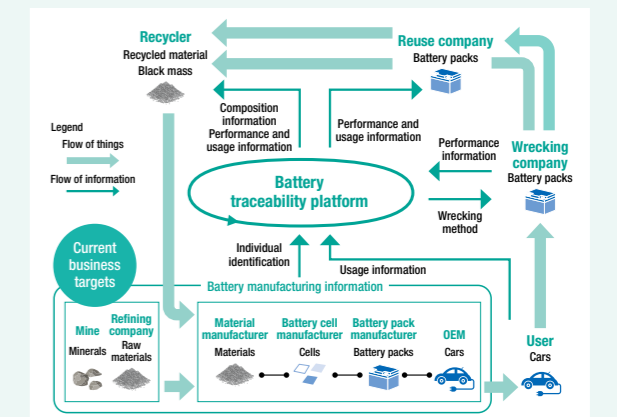 Recycler
Recycled material
Black mass
Reuse company
Battery packs
Legend
Flow of things
Flow of information
Composition
information
Performance and
usage information
Performance and
usage information
Performance
information
Wrecking
company
Battery packs
Battery
traceability platform
Wrecking
method
Current
business
targets
Individual
identification
Usage information
Battery manufacturing information
Mine
Minerals
Refining
company
Raw
materials
Material
manufacturer
Materials
Battery cell
manufacturer
Cells
Battery pack
manufacturer
Battery packs
OEM
Cars
User
Cars